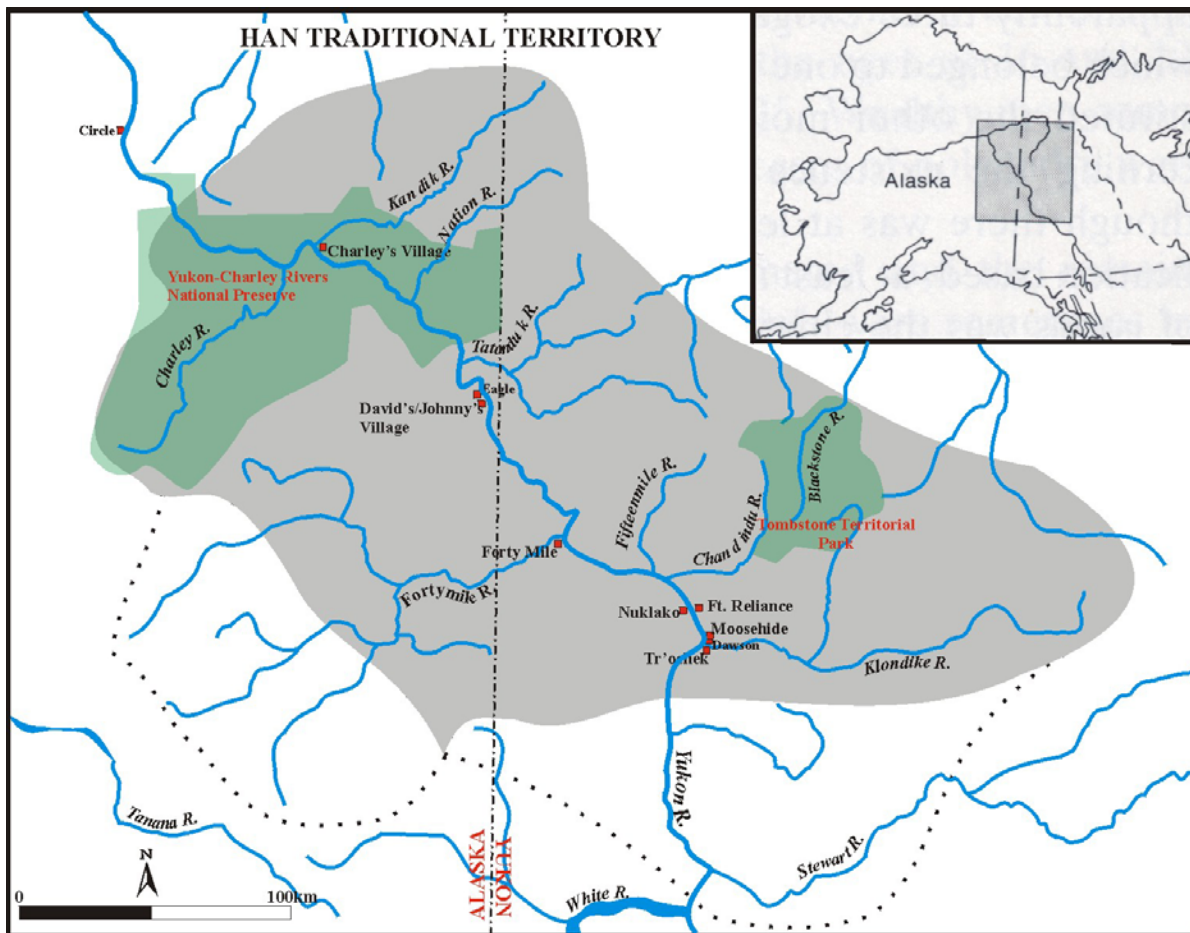 HAN TRADITIONAL TERRITORY
Alaska
Circle
Kandik R.
Nation R.
Charley's Village
Yukon-Charley Rivers
National Preserve
Charley R.
Tatonduk R.
Eagle
David's/Johnny's
Village
Blackstone R.
Fifteenmile R.
Chandindu R.
Tombstone Territorial
Park
Forty Mile
Fortymik R.
Nuklako
Ft. Reliance
Moosehide
Dawson
Tr'ochek
Klondike R.
Yukon R.
Tanana R.
Stewart R.
White R.
ALASKA
YUKON
N
0
100km